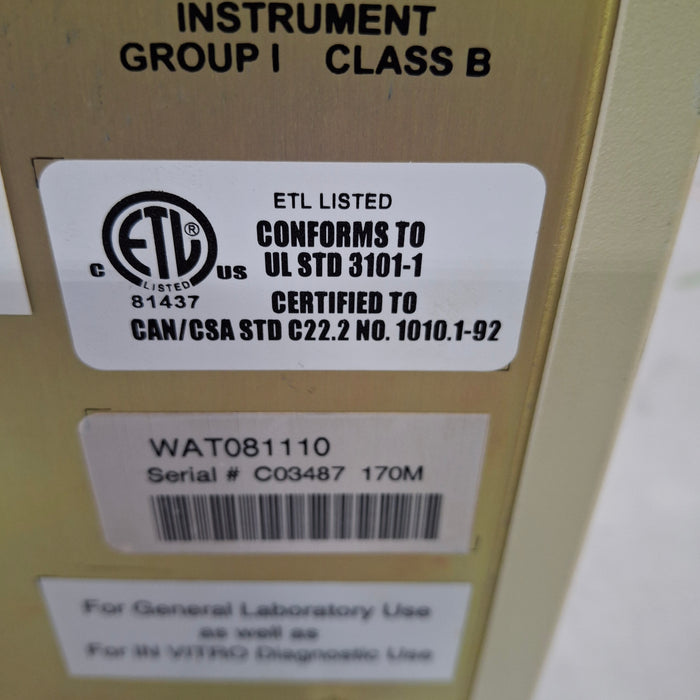 INSTRUMENT
GROUP I CLASS B
ETL LISTED
CONFORMS TO
UL STD 3101-1
CERTIFIED TO
CAN/CSA STD C22.2 NO. 1010.1-92
C ETL® US
LISTED
81437
WAT081110
Serial # C03487 170M
For General Laboratory Use
as well as
For IN VITRO Diagnostic Use